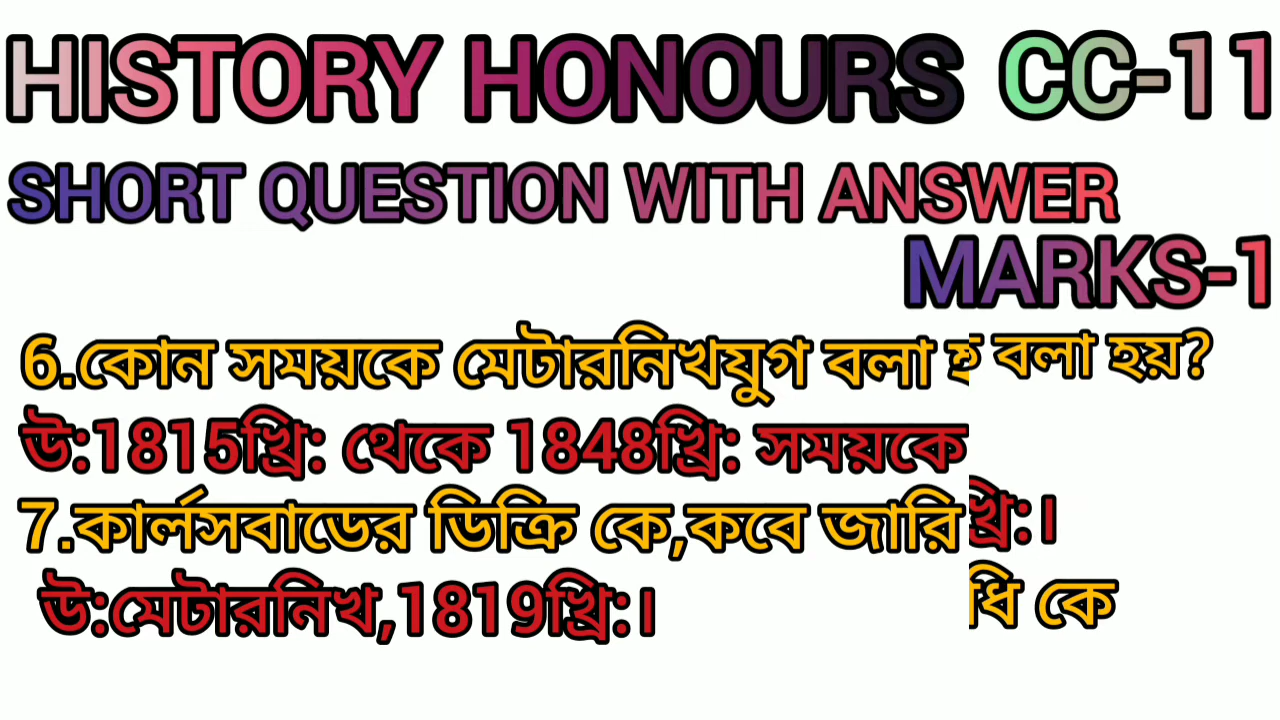 HISTORY HONOURS CC-11
SHORT QUESTION WITH ANSWER
MARKS-1
6.কোন সময়কে মেটারনিখযুগ বলা হ বলা হয়?
উ:1815খ্রি: থেকে 1848খ্রি: সময়কে
খ্রি:।
7.কার্লসবাডের ডিক্রি কে,কবে জারি
ধি কে
উ:মেটারনিখ,1819খ্রি:।